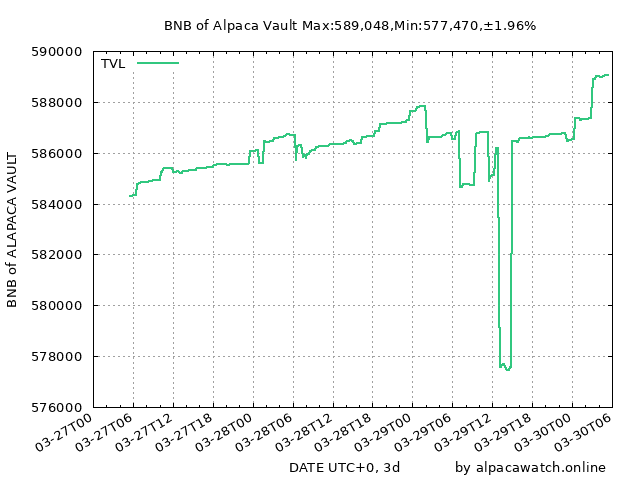 BNB of Alpaca Vault Max:589,048,Min:577,470,±1.96%
590000
TVL
588000
586000
584000
582000
580000
578000
576000
BNB of ALAPACA VAULT
03-27T00
03-27T06
03-27T12
03-27T18
03-28T00
03-28T06
03-28T12
03-28T18
03-29T00
03-29T06
03-29T12
03-29T18
03-30T00
03-30T06
DATE UTC+0, 3d
by alpacawatch.online